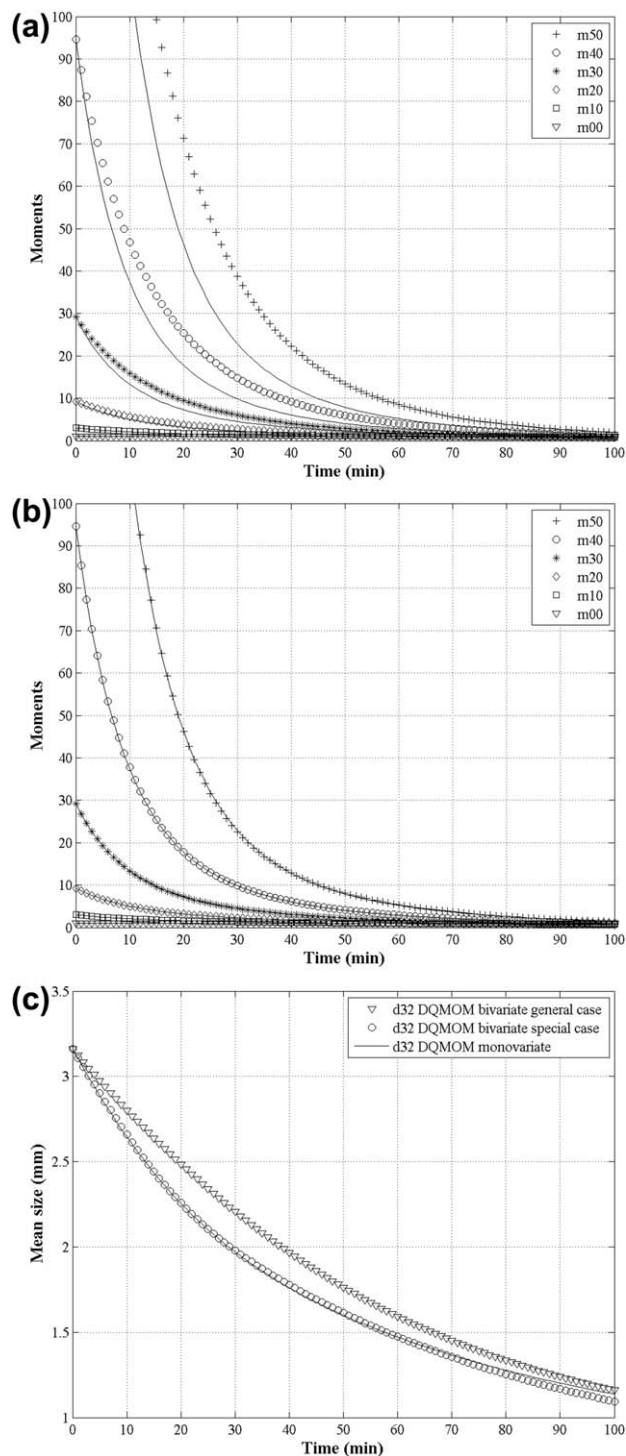 (a)
100
90
80
70
60
50
40
30
20
10
0
Moments
m50
m40
m30
m20
m10
m00
0 10 20 30 40 50 60 70 80 90 100
Time (min)
(b)
100
90
80
70
60
50
40
30
20
10
0
Moments
m50
m40
m30
m20
m10
m00
0 10 20 30 40 50 60 70 80 90 100
Time (min)
(c)
3.5
3
2.5
2
1.5
1
Mean size (mm)
d32 DQMOM bivariate general case
d32 DQMOM bivariate special case
d32 DQMOM monovariate
0 10 20 30 40 50 60 70 80 90 100
Time (min)